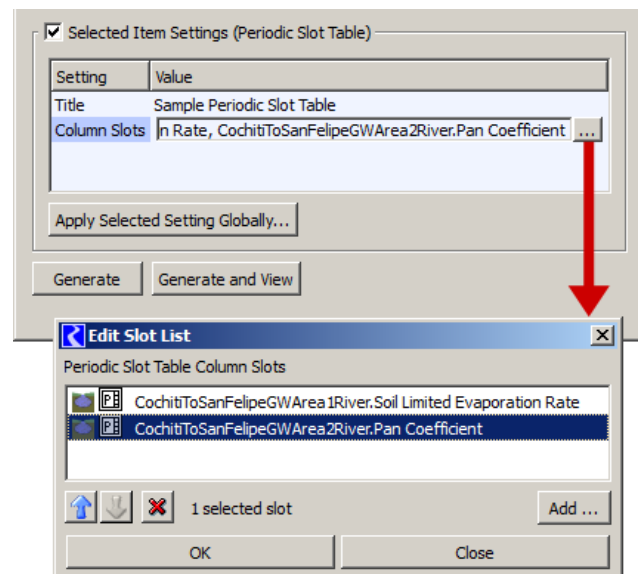 Selected Item Settings (Periodic Slot Table)
Setting Value
Title Sample Periodic Slot Table
Column Slots n Rate, CochitiToSanFelipeGWArea2River.Pan Coefficient ...
Apply Selected Setting Globally...
Generate Generate and View
Edit Slot List
Periodic Slot Table Column Slots
CochitiToSanFelipeGWArea1River.Soil Limited Evaporation Rate
CochitiToSanFelipeGWArea2River.Pan Coefficient
1 selected slot Add ...
OK Close